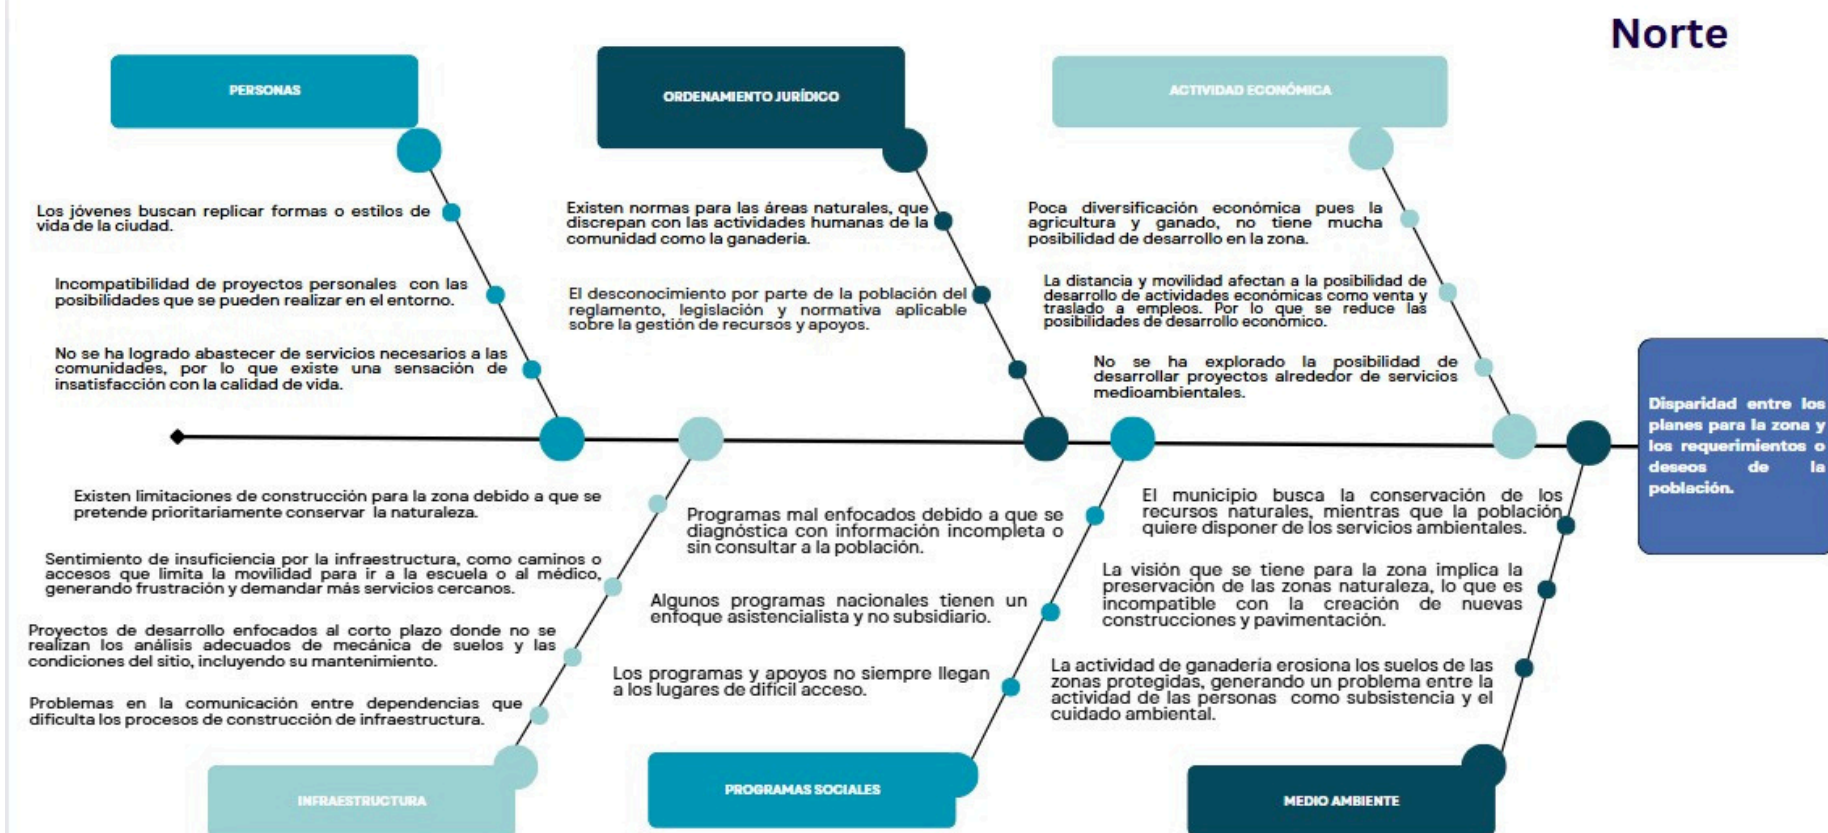 Norte
PERSONAS
ORDENAMIENTO JURÍDICO
ACTIVIDAD ECONÓMICA
Los jóvenes buscan replicar formas o estilos de
vida de la ciudad.
Incompatibilidad de proyectos personales con las
posibilidades que se pueden realizar en el entorno.
No se ha logrado abastecer de servicios necesarios a las
comunidades, por lo que existe una sensación de
insatisfacción con la calidad de vida.
Existen normas para las áreas naturales, que
discrepan con las actividades humanas de la
comunidad como la ganaderia.
El desconocimiento por parte de la población del
reglamento, legislación y normativa aplicable
sobre la gestión de recursos y apoyos.
Poca diversificación económica pues la
agricultura y ganado, no tiene mucha
posibilidad de desarrollo en la zona.
La distancia y movilidad afectan a la posibilidad de
desarrollo de actividades económicas como venta y
traslado a empleos. Por lo que se reduce las
posibilidades de desarrollo económico.
No se ha explorado la posibilidad de
desarrollar proyectos alrededor de servicios
medioambientales.
Disparidad entre los
planes para la zona y
los requerimientos o
deseos de la
población.
Existen limitaciones de construcción para la zona debido a que se
pretende prioritariamente conservar la naturaleza.
Sentimiento de insuficiencia por la infraestructura, como caminos o
accesos que limita la movilidad para ir a la escuela o al médico,
generando frustración y demandar más servicios cercanos.
Proyectos de desarrollo enfocados al corto plazo donde no se
realizan los análisis adecuados de mecánica de suelos y las
condiciones del sitio, incluyendo su mantenimiento.
Problemas en la comunicación entre dependencias que
dificulta los procesos de construcción de infraestructura.
Programas mal enfocados debido a que se
diagnóstica con información incompleta o
sin consultar a la población.
Algunos programas nacionales tienen un
enfoque asistencialista y no subsidiario.
Los programas y apoyos no siempre llegan
a los lugares de difícil acceso.
El municipio busca la conservación de los
recursos naturales, mientras que la población
quiere disponer de los servicios ambientales.
La visión que se tiene para la zona implica la
preservación de las zonas naturaleza, lo que es
incompatible con la creación de nuevas
construcciones y pavimentación.
La actividad de ganadería erosiona los suelos de las
zonas protegidas, generando un problema entre la
actividad de las personas como subsistencia y el
cuidado ambiental.
INFRAESTRUCTURA
PROGRAMAS SOCIALES
MEDIO AMBIENTE